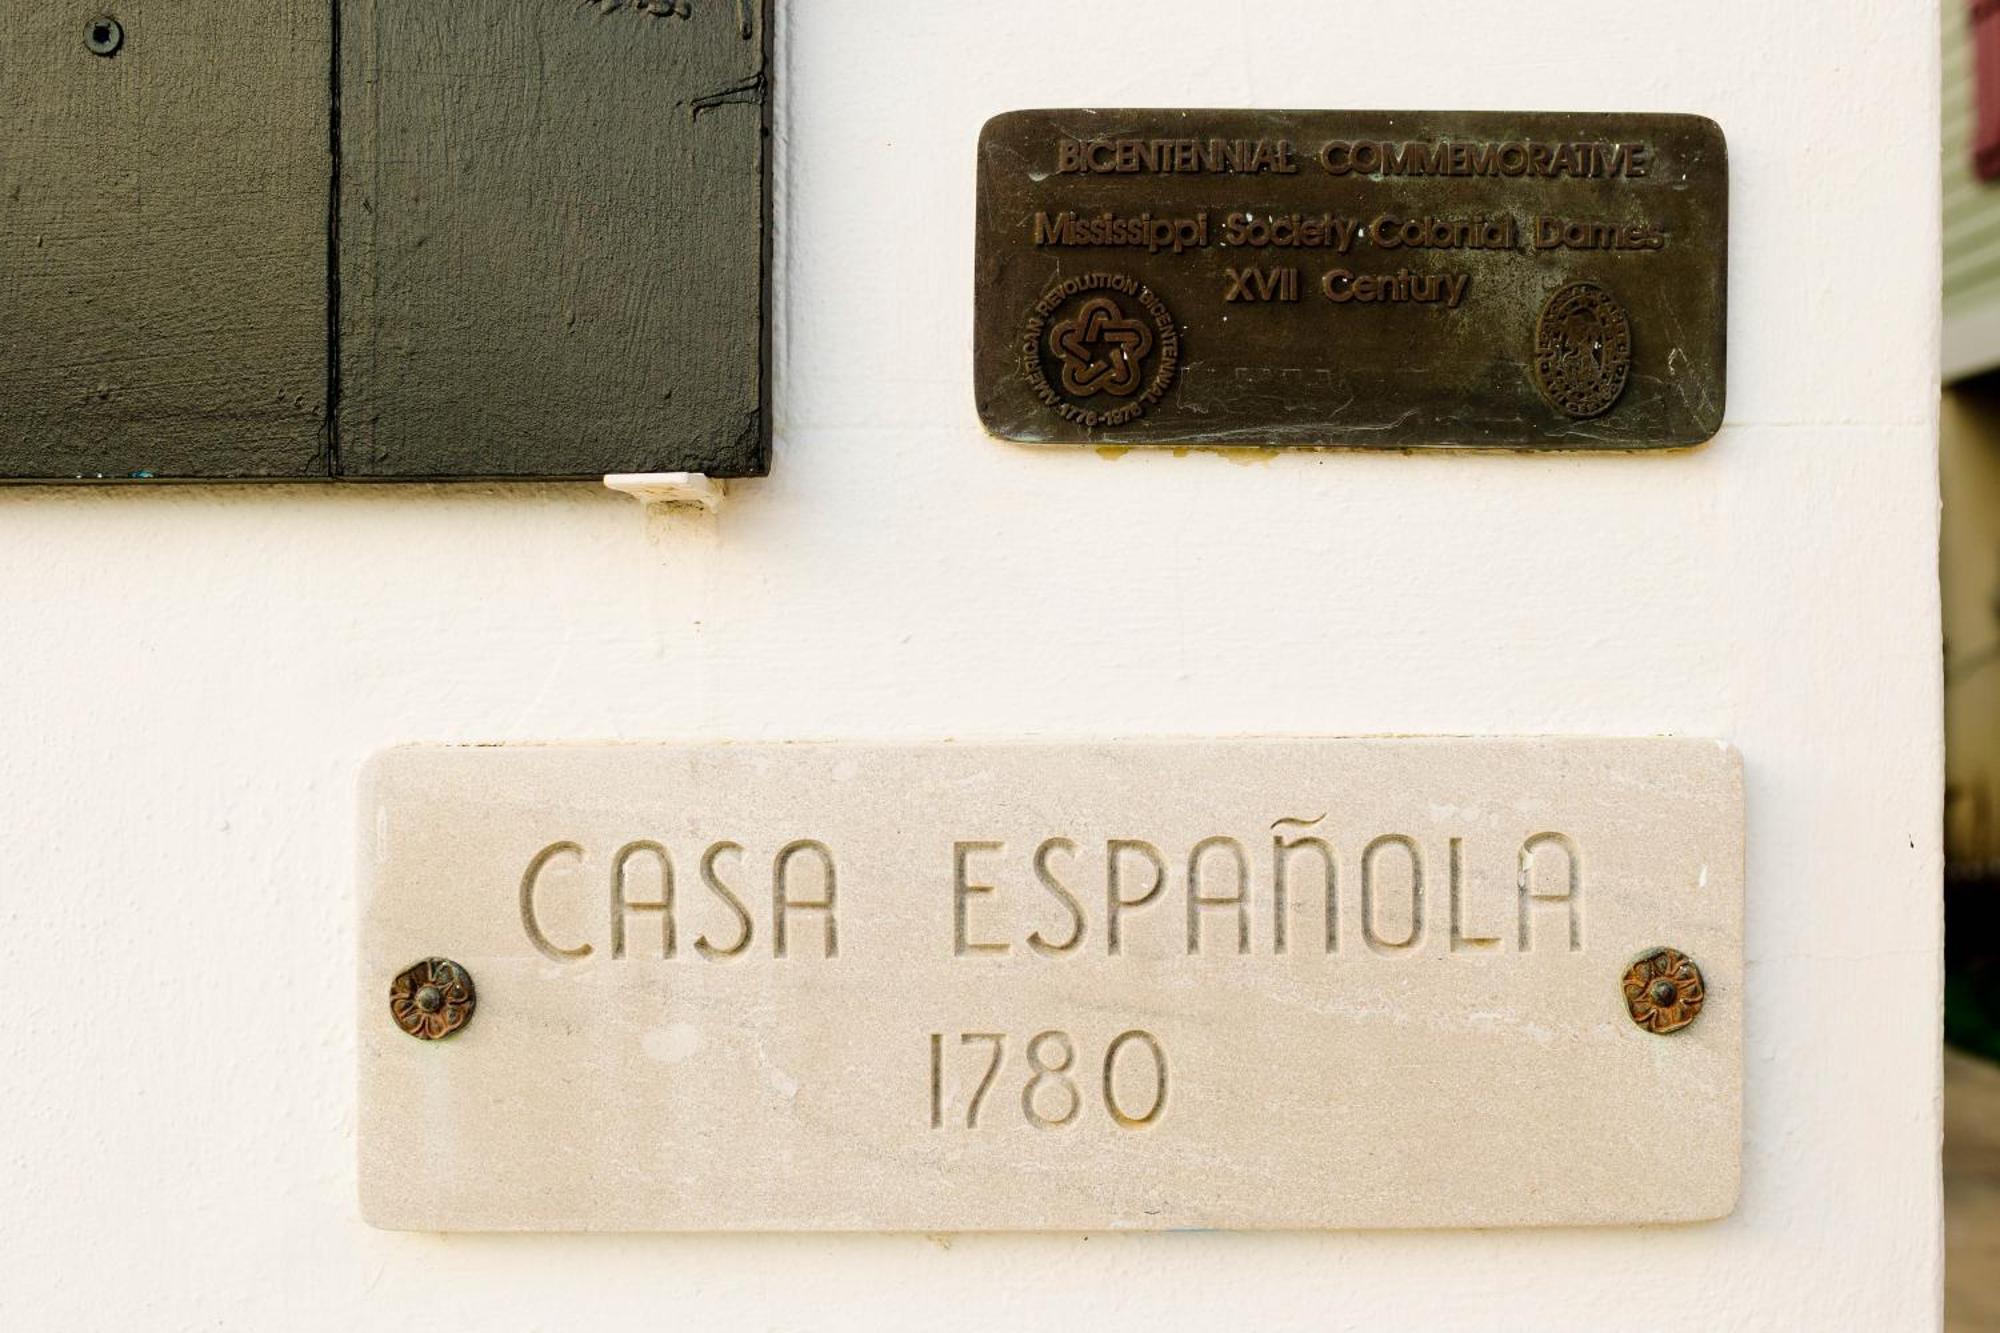 BICENTENNIAL COMMEMORATIVE
Mississippi Society Colonial Dames
XVII Century
AMERICAN REVOLUTION BICENTENNIAL
1776-1976
CASA ESPAÑOLA
1780